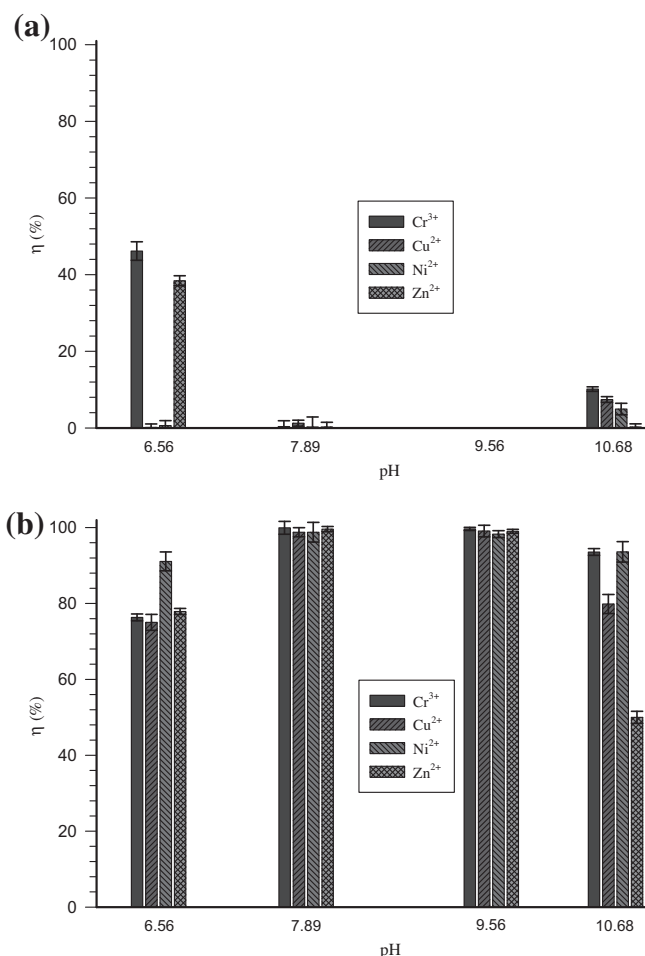 (a)
100
80
60
40
20
0
η (%)
Cr³⁺
Cu²⁺
Ni²⁺
Zn²⁺
6.56 7.89 9.56 10.68
pH
(b)
100
80
60
40
20
0
η (%)
Cr³⁺
Cu²⁺
Ni²⁺
Zn²⁺
6.56 7.89 9.56 10.68
pH